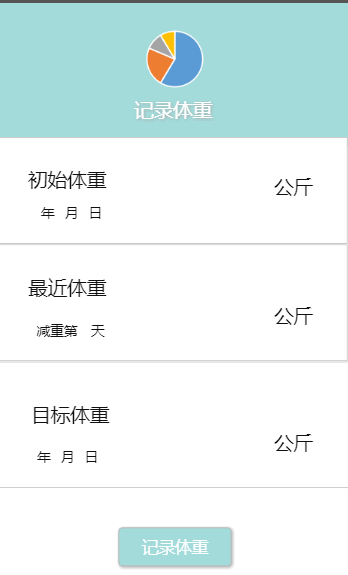 记录体重
初始体重
公斤
年 月 日
最近体重
公斤
减重第 天
目标体重
公斤
年 月 日
记录体重